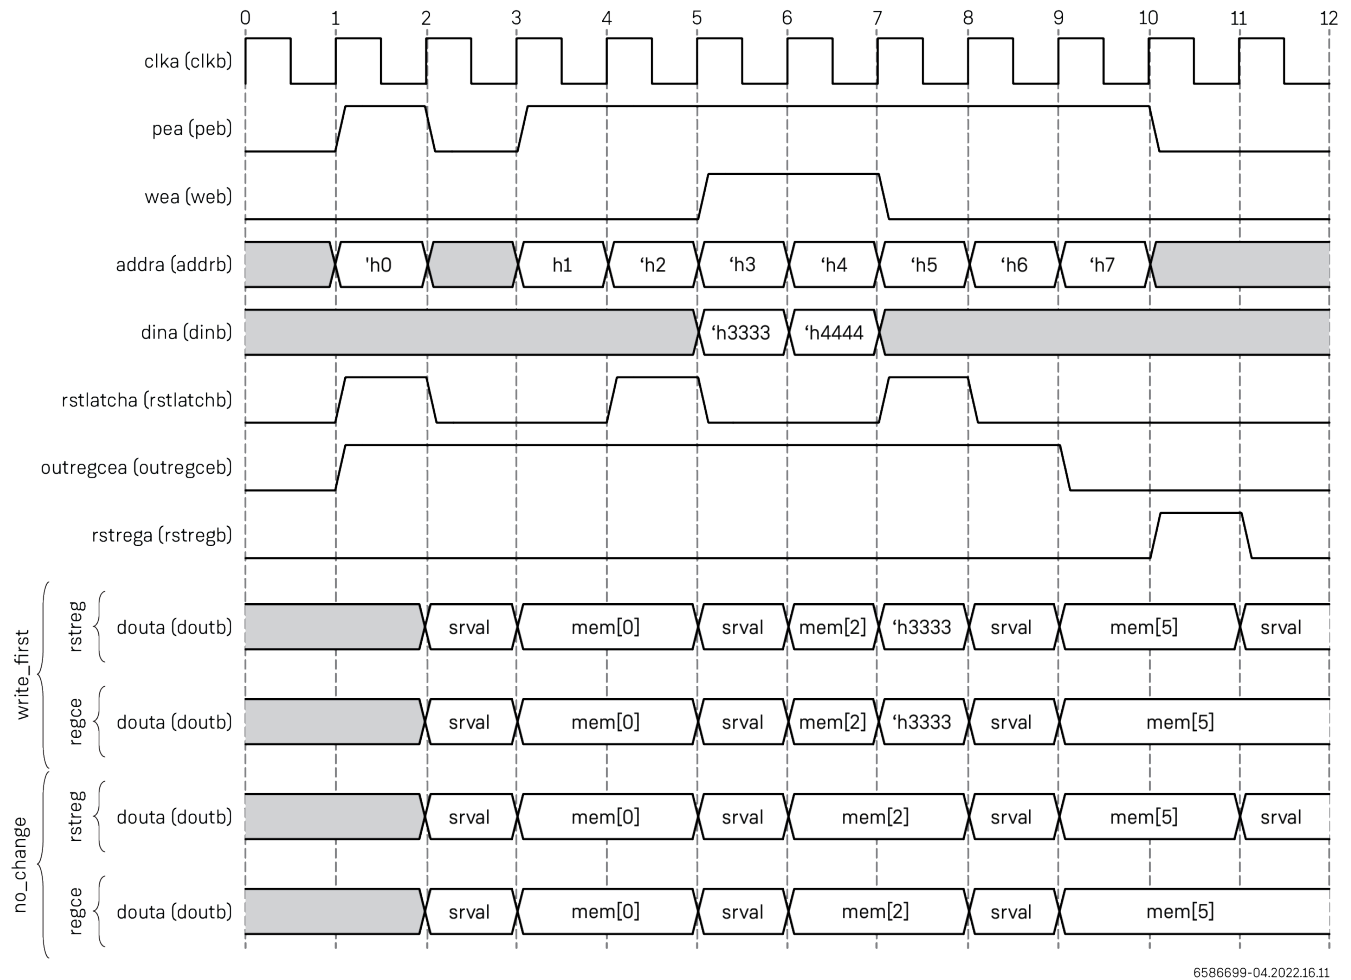 0 1 2 3 4 5 6 7 8 9 10 11 12
clka (clkb)
pea (peb)
wea (web)
addra (addrb) 'h0 h1 ‘h2 ‘h3 ‘h4 ‘h5 ‘h6 ‘h7
dina (dinb) ‘h3333 ‘h4444
rstlatcha (rstlatchb)
outregcea (outregceb)
rstrega (rstregb)
write_first
rstreg
douta (doutb) srval mem[0] srval mem[2] ‘h3333 srval mem[5] srval
regce
douta (doutb) srval mem[0] srval mem[2] ‘h3333 srval mem[5]
no_change
rstreg
douta (doutb) srval mem[0] srval mem[2] srval mem[5] srval
regce
douta (doutb) srval mem[0] srval mem[2] srval mem[5]
6586699-04.2022.16.11